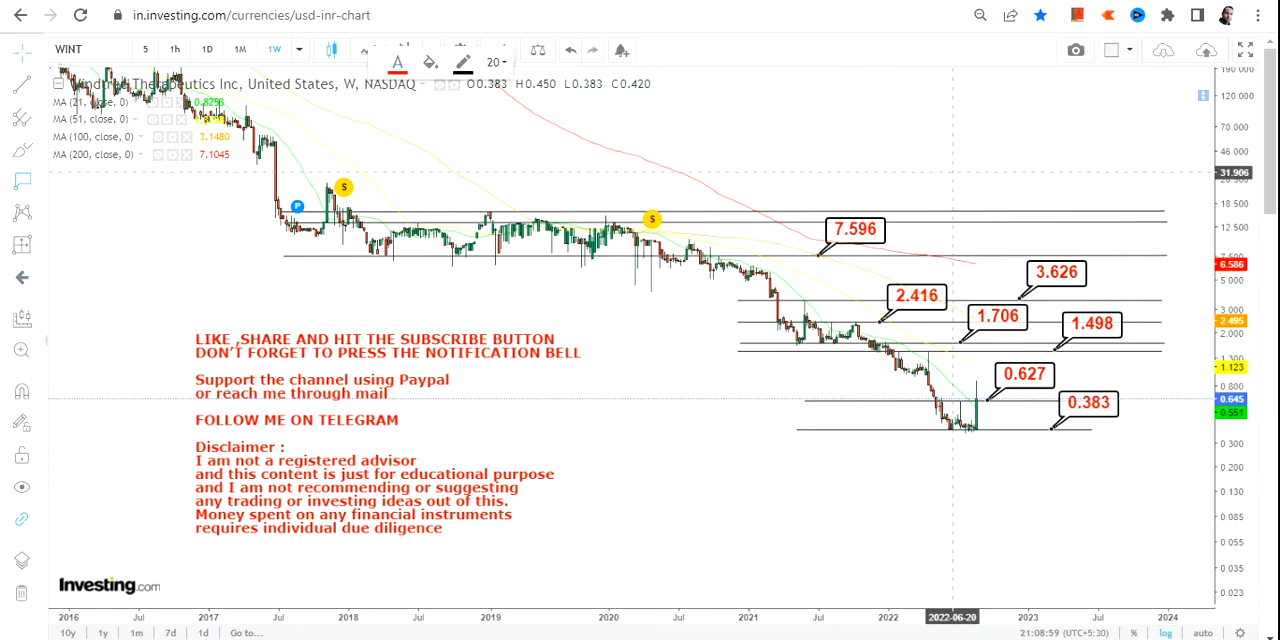 in.investing.com/currencies/usd-inr-chart
WINT 5 1h 1D 1M 1W
A 20
Windtree Therapeutics Inc, United States, W, NASDAQ O0.383 H0.450 L0.383 C0.420
MA (21, close, 0) 0.8253
MA (51, close, 0)
MA (100, close, 0) 3.1480
MA (200, close, 0) 7.1045
190.000
120.000
70.000
46.000
31.906
18.500
12.500
7.500
6.586
5.000
3.000
2.495
2.000
1.300
1.123
0.800
0.645
0.551
0.300
0.200
0.130
0.085
0.055
0.035
0.023
P
S
S
7.596
3.626
2.416
1.706
1.498
0.627
0.383
LIKE ,SHARE AND HIT THE SUBSCRIBE BUTTON
DON'T FORGET TO PRESS THE NOTIFICATION BELL
Support the channel using Paypal
or reach me through mail
FOLLOW ME ON TELEGRAM
Disclaimer :
I am not a registered advisor
and this content is just for educational purpose
and I am not recommending or suggesting
any trading or investing ideas out of this.
Money spent on any financial instruments
requires individual due diligence
Investing.com
2016 Jul 2017 Jul 2018 Jul 2019 Jul 2020 Jul 2021 Jul 2022 2022-06-20 2023 Jul 2024
10y 1y 1m 7d 1d Go to... 21:08:59 (UTC+5:30) % log auto